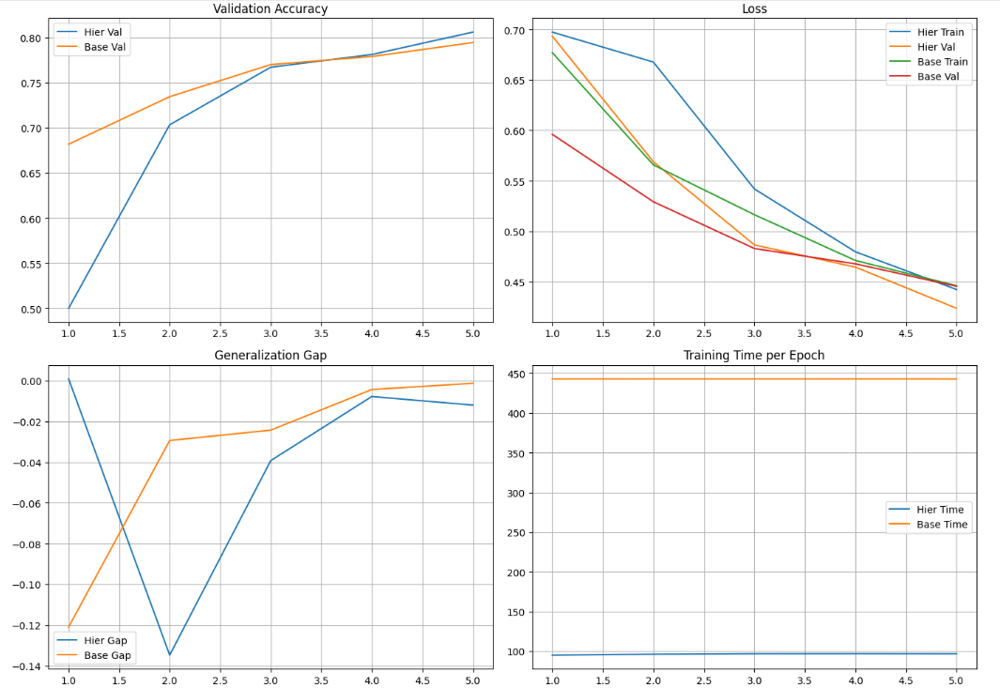 Validation Accuracy
Hier Val
Base Val
0.80
0.75
0.70
0.65
0.60
0.55
0.50
1.0 1.5 2.0 2.5 3.0 3.5 4.0 4.5 5.0
Loss
Hier Train
Hier Val
Base Train
Base Val
0.70
0.65
0.60
0.55
0.50
0.45
1.0 1.5 2.0 2.5 3.0 3.5 4.0 4.5 5.0
Generalization Gap
0.00
−0.02
−0.04
−0.06
−0.08
−0.10
−0.12
−0.14
Hier Gap
Base Gap
1.0 1.5 2.0 2.5 3.0 3.5 4.0 4.5 5.0
Training Time per Epoch
450
400
350
300
250
200
150
100
Hier Time
Base Time
1.0 1.5 2.0 2.5 3.0 3.5 4.0 4.5 5.0